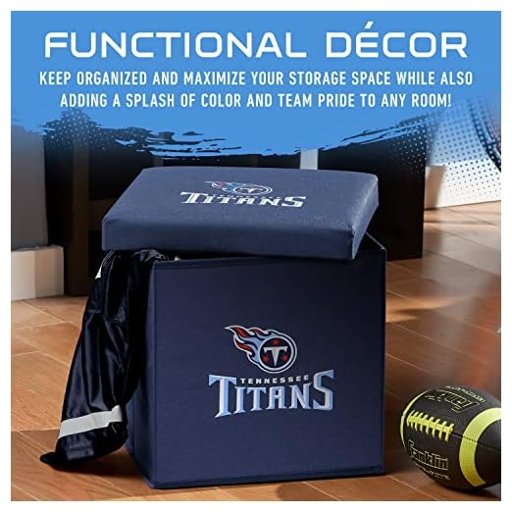 FUNCTIONAL DÉCOR
KEEP ORGANIZED AND MAXIMIZE YOUR STORAGE SPACE WHILE ALSO
ADDING A SPLASH OF COLOR AND TEAM PRIDE TO ANY ROOM!
TITANS
T
TENNESSEE
TITANS
Franklin